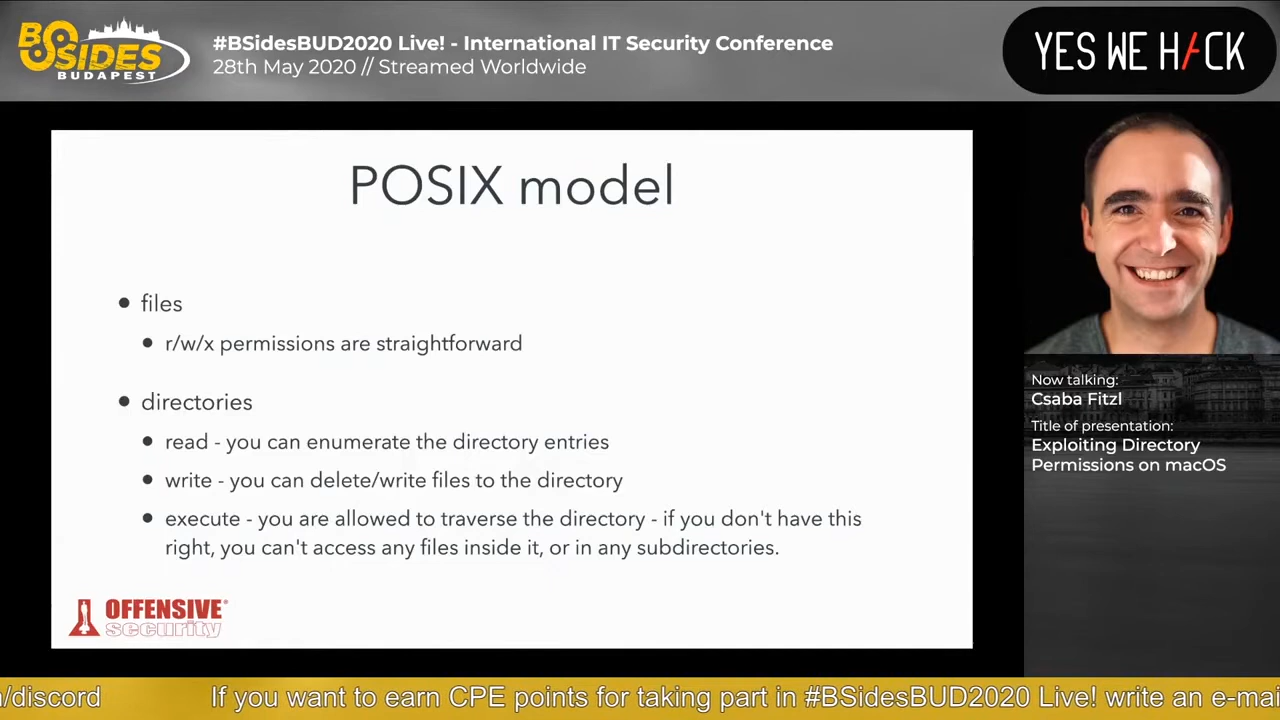 BSIDES
BUDAPEST
#BSidesBUD2020 Live! - International IT Security Conference
28th May 2020 // Streamed Worldwide
YES WE H/CK
POSIX model
• files
• r/w/x permissions are straightforward
• directories
• read - you can enumerate the directory entries
• write - you can delete/write files to the directory
• execute - you are allowed to traverse the directory - if you don't have this
right, you can't access any files inside it, or in any subdirectories.
OFFENSIVE®
security
Now talking:
Csaba Fitzl
Title of presentation:
Exploiting Directory
Permissions on macOS
/discord If you want to earn CPE points for taking part in #BSidesBUD2020 Live! write an e-mai